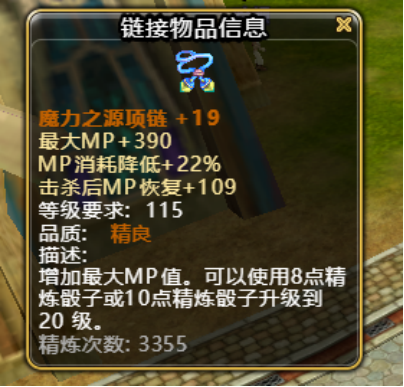 链接物品信息
魔力之源项链 +19
最大MP+390
MP消耗降低+22%
击杀后MP恢复+109
等级要求: 115
品质: 精良
描述:
增加最大MP值。可以使用8点精
炼骰子或10点精炼骰子升级到
20 级。
精炼次数: 3355